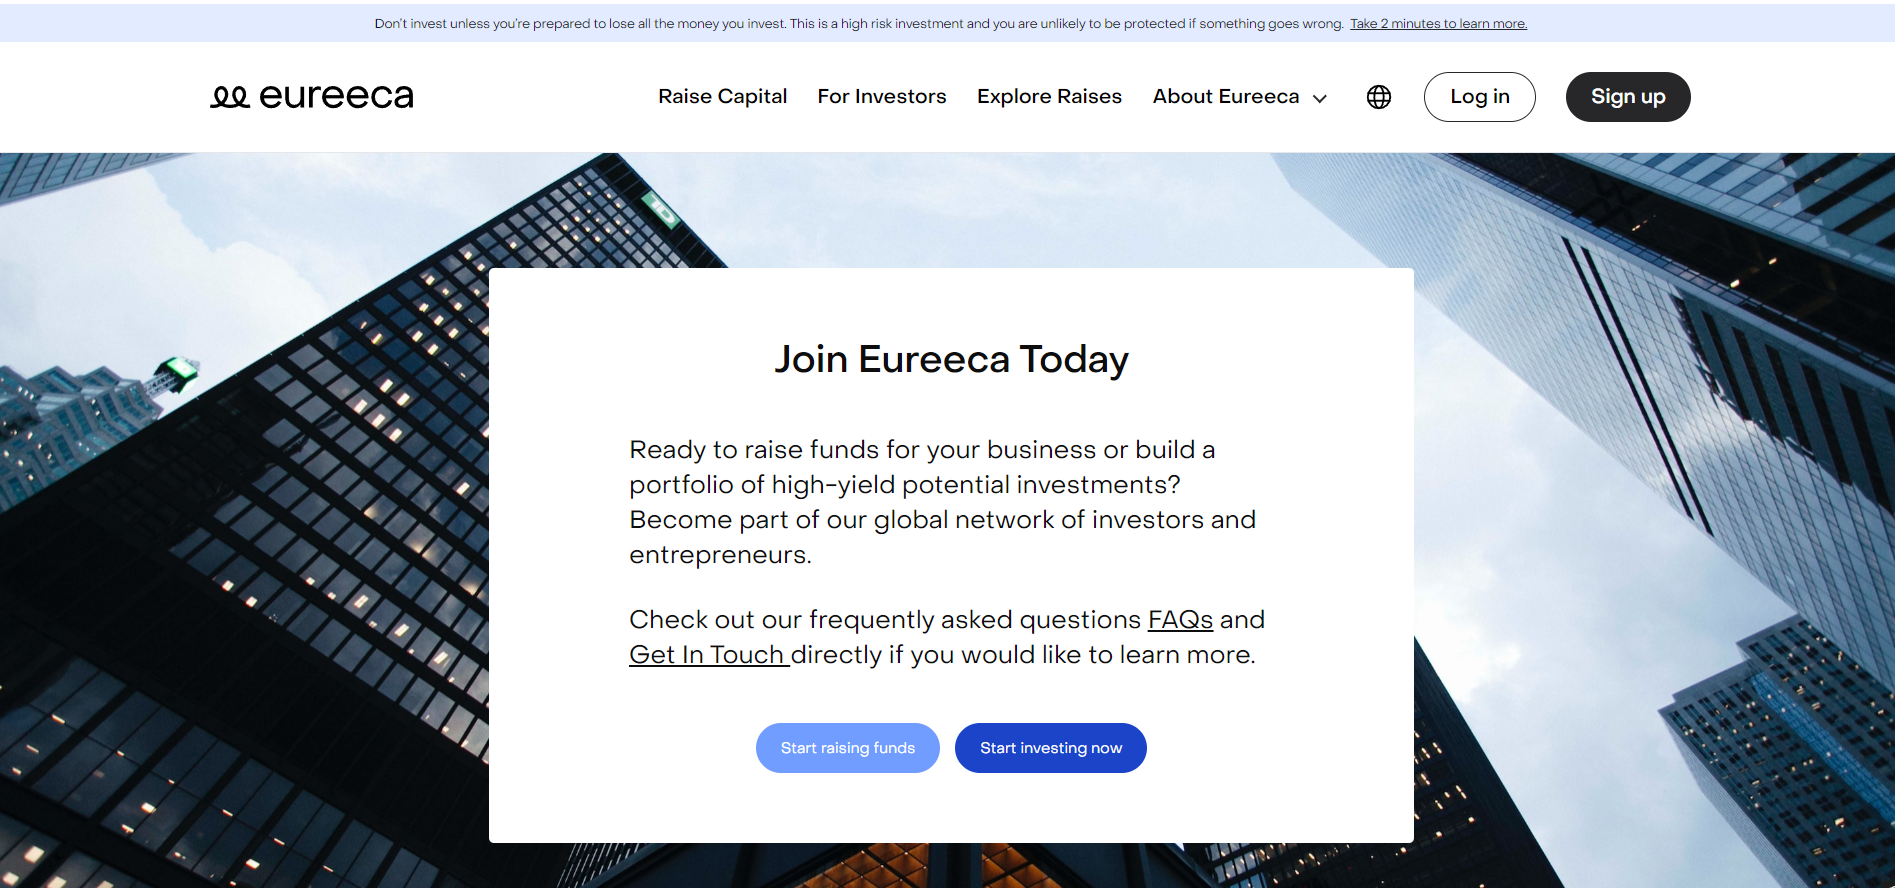 Don't invest unless you're prepared to lose all the money you invest. This is a high risk investment and you are unlikely to be protected if something goes wrong. Take 2 minutes to learn more.
eureeca
Raise Capital
For Investors
Explore Raises
About Eureeca
Log in
Sign up
TD
Join Eureeca Today
Ready to raise funds for your business or build a
portfolio of high-yield potential investments?
Become part of our global network of investors and
entrepreneurs.
Check out our frequently asked questions FAQs and
Get In Touch directly if you would like to learn more.
Start raising funds
Start investing now